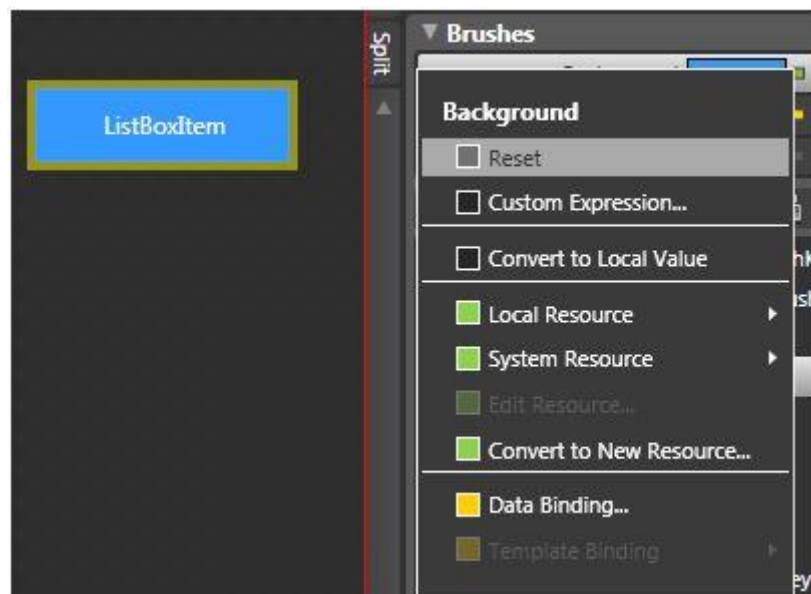 Split
Brushes
ListBoxItem
Background
Reset
Custom Expression...
Convert to Local Value
Local Resource
System Resource
Edit Resource...
Convert to New Resource...
Data Binding...
Template Binding